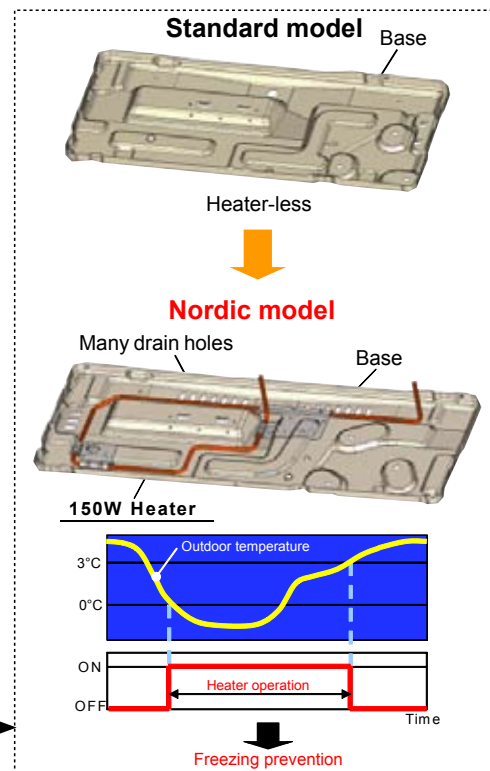 Standard model
Base
Heater-less
Nordic model
Many drain holes
Base
150W Heater
Outdoor temperature
3°C
0°C
ON
Heater operation
OFF
Time
Freezing prevention